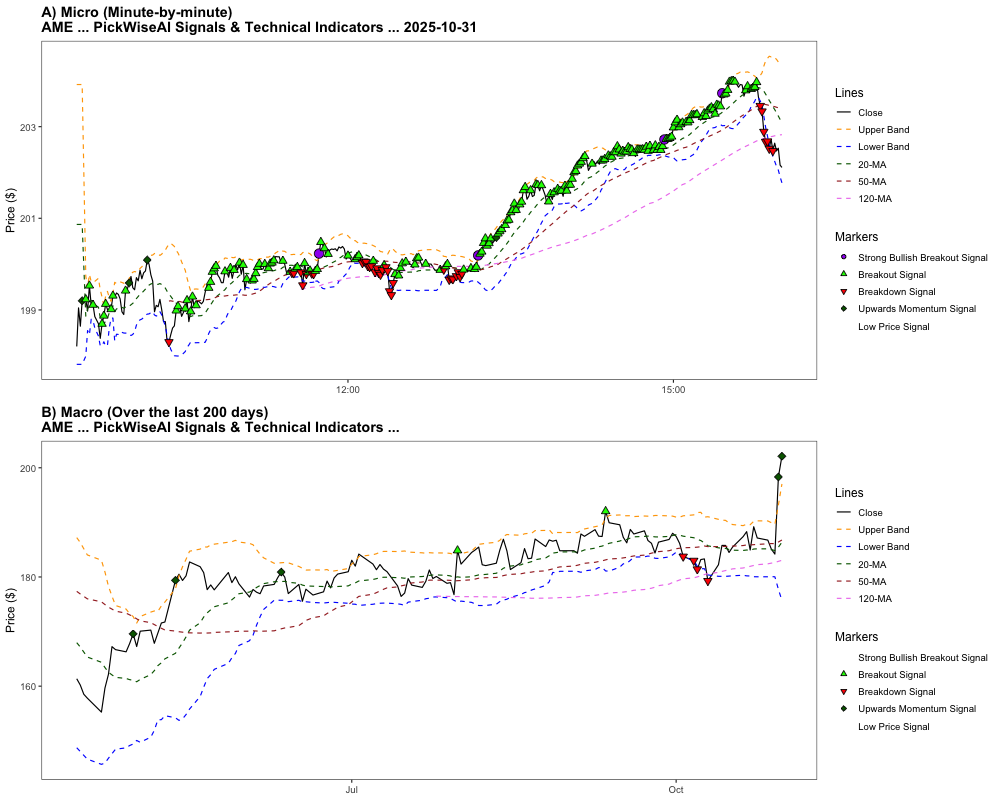 A) Micro (Minute-by-minute)
AME ... PickWiseAI Signals & Technical Indicators ... 2025-10-31
Price ($)
203
201
199
12:00
15:00
Lines
Close
Upper Band
Lower Band
20-MA
50-MA
120-MA
Markers
Strong Bullish Breakout Signal
Breakout Signal
Breakdown Signal
Upwards Momentum Signal
Low Price Signal
B) Macro (Over the last 200 days)
AME ... PickWiseAI Signals & Technical Indicators ...
Price ($)
200
180
160
Jul
Oct
Lines
Close
Upper Band
Lower Band
20-MA
50-MA
120-MA
Markers
Strong Bullish Breakout Signal
Breakout Signal
Breakdown Signal
Upwards Momentum Signal
Low Price Signal